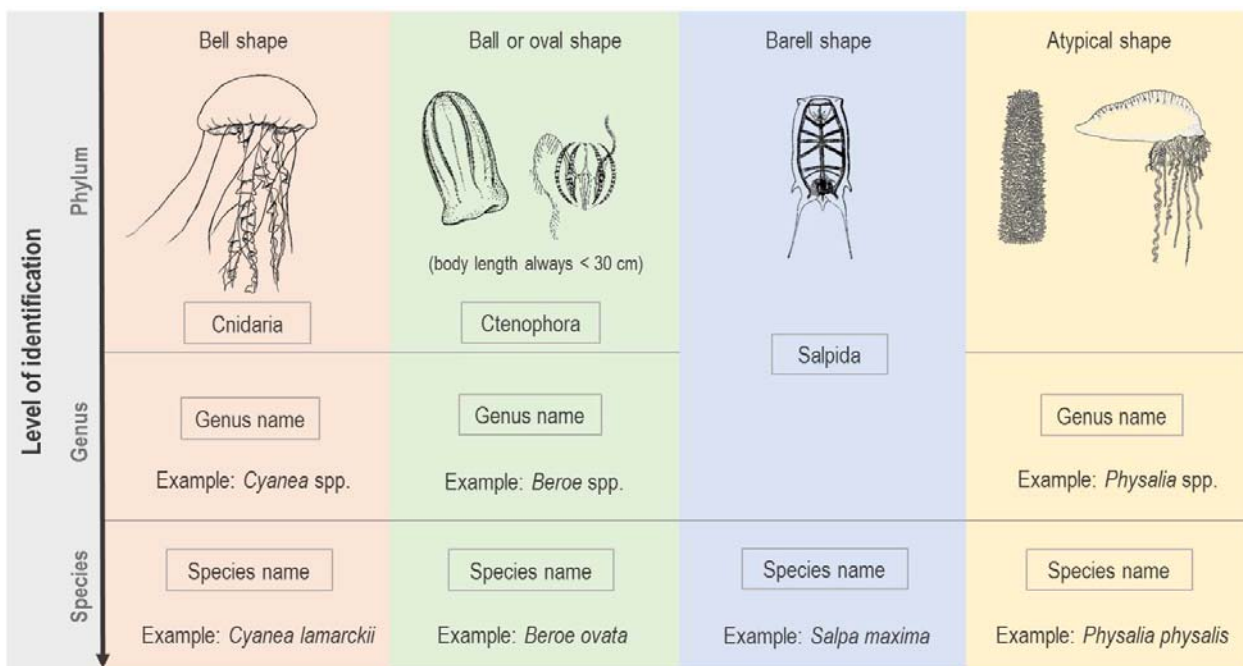 Level of identification
Phylum
Genus
Species
Bell shape
Ball or oval shape
Barell shape
Atypical shape
(body length always < 30 cm)
Cnidaria
Ctenophora
Salpida
Genus name
Genus name
Genus name
Example: Cyanea spp.
Example: Beroe spp.
Example: Physalia spp.
Species name
Species name
Species name
Species name
Example: Cyanea lamarckii
Example: Beroe ovata
Example: Salpa maxima
Example: Physalia physalis